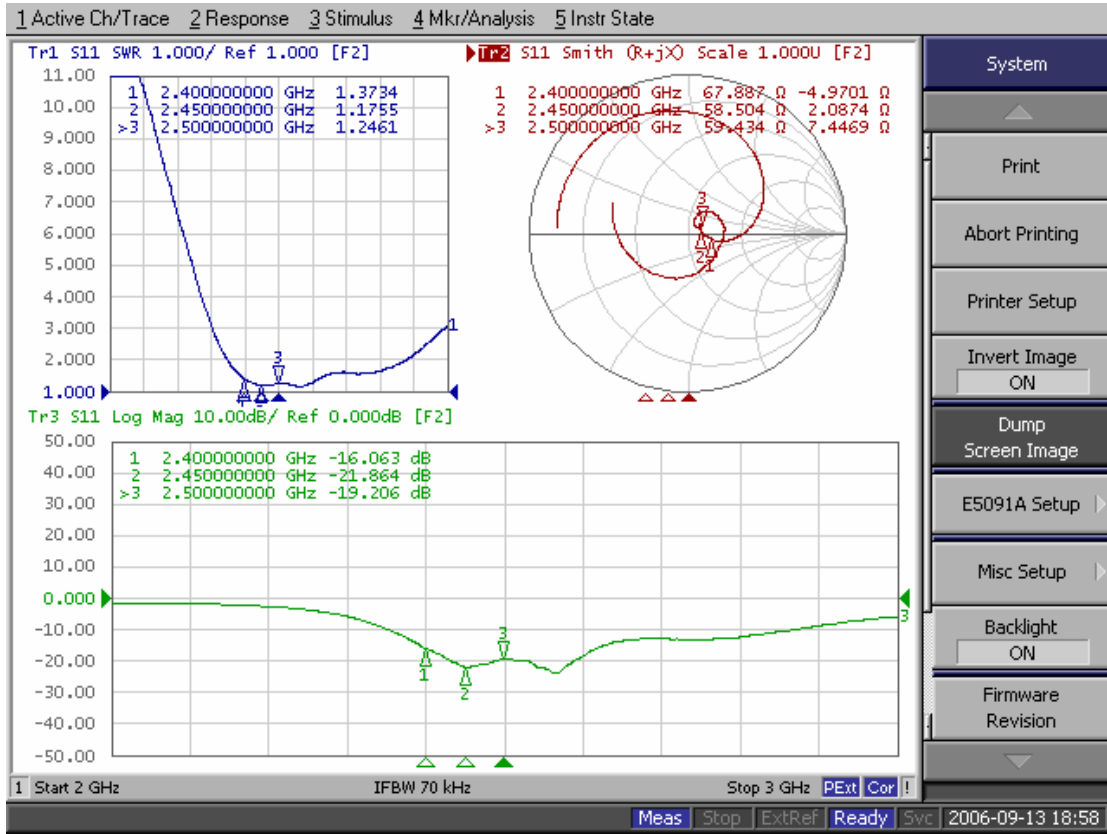 1 Active Ch/Trace 2 Response 3 Stimulus 4 Mkr/Analysis 5 Instr State
Tr1 S11 SWR 1.000/ Ref 1.000 [F2]
11.00
10.00
9.000
8.000
7.000
6.000
5.000
4.000
3.000
2.000
1.000
1 2.400000000 GHz 1.3734
2 2.450000000 GHz 1.1755
>3 2.500000000 GHz 1.2461
3
1
Tr2 S11 Smith (R+jX) Scale 1.000U [F2]
1 2.400000000 GHz 67.887 Ω -4.9701 Ω
2 2.450000000 GHz 58.504 Ω 2.0874 Ω
>3 2.500000000 GHz 59.434 Ω 7.4469 Ω
3
2
1
Tr3 S11 Log Mag 10.00dB/ Ref 0.000dB [F2]
50.00
40.00
30.00
20.00
10.00
0.000
-10.00
-20.00
-30.00
-40.00
-50.00
1 2.400000000 GHz -16.063 dB
2 2.450000000 GHz -21.864 dB
>3 2.500000000 GHz -19.206 dB
1
2
3
3
1 Start 2 GHz IFBW 70 kHz Stop 3 GHz PExt Cor !
System
Print
Abort Printing
Printer Setup
Invert Image
ON
Dump
Screen Image
E5091A Setup
Misc Setup
Backlight
ON
Firmware
Revision
Meas Stop ExtRef Ready Svc 2006-09-13 18:58